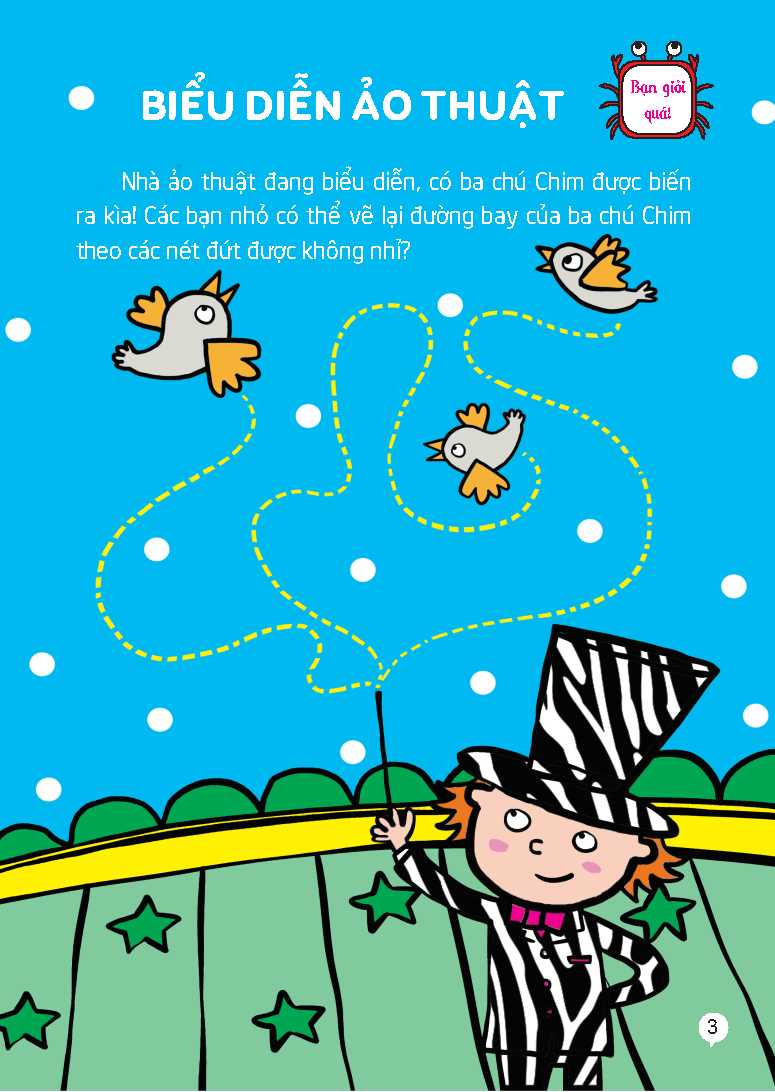 BIỂU DIỄN ẢO THUẬT
Bạn giỏi
quá!
Nhà ảo thuật đang biểu diễn, có ba chú Chim được biến
ra kìa! Các bạn nhỏ có thể vẽ lại đường bay của ba chú Chim
theo các nét đứt được không nhỉ?
3